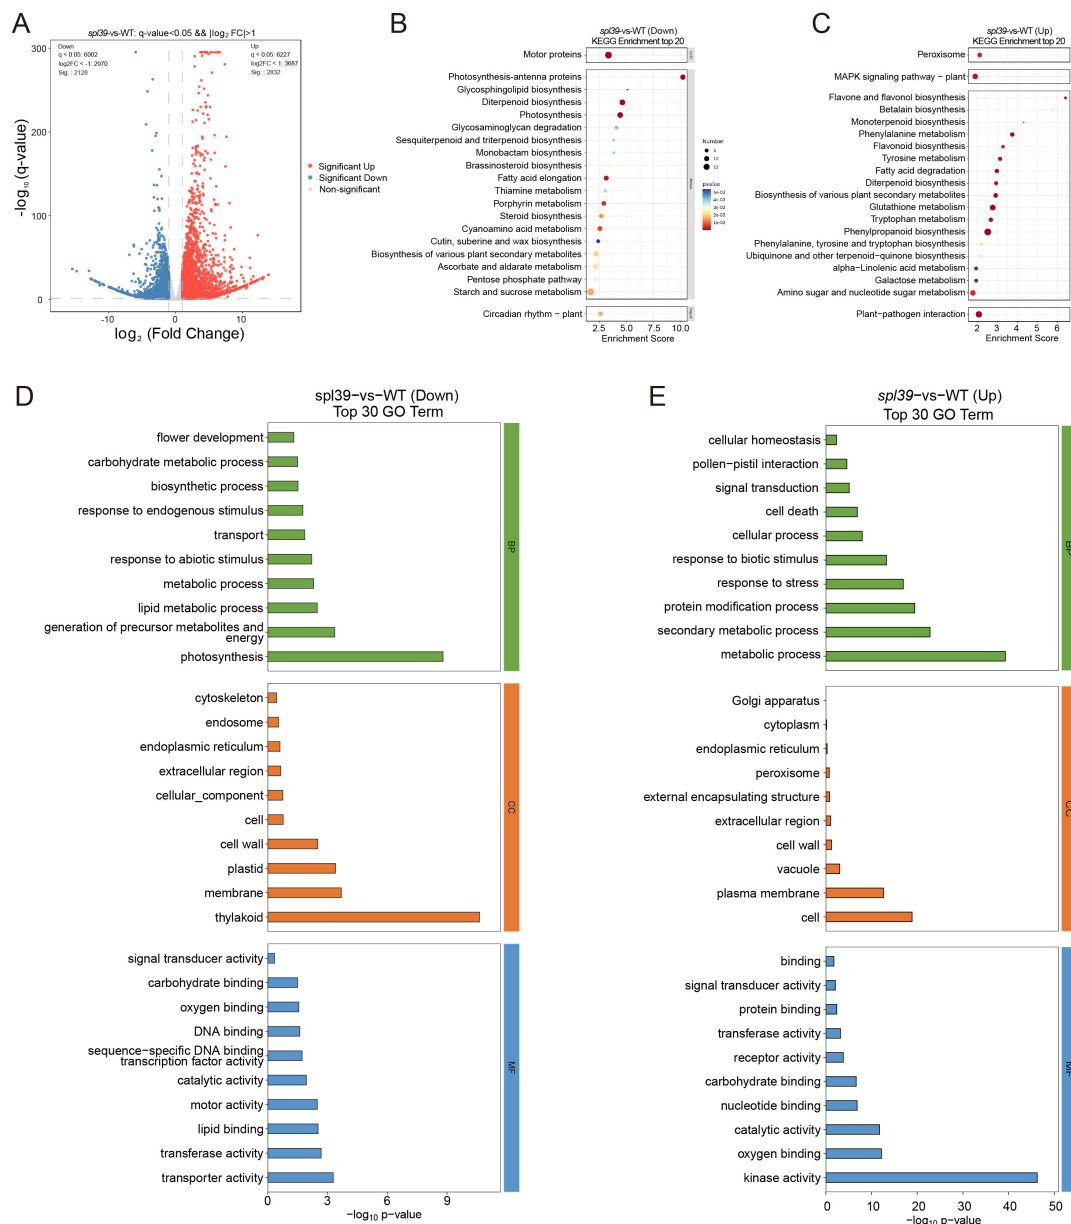 A
spl39-vs-WT: q-value<0.05 && |log₂ FC|>1
Down
q < 0.05: 6002
log2FC < -1: 2970
Sig. : 2128
Up
q < 0.05: 6227
log2FC < 1: 3687
Sig. : 2832
300
200
100
0
-log₁₀ (q-value)
-10
0
10
log₂ (Fold Change)
Significant Up
Significant Down
Non-significant
B
spl39-vs-WT (Down)
KEGG Enrichment top 20
Motor proteins
Photosynthesis-antenna proteins
Glycosphingolipid biosynthesis
Diterpenoid biosynthesis
Photosynthesis
Glycosaminoglycan degradation
Sesquiterpenoid and triterpenoid biosynthesis
Monobactam biosynthesis
Brassinosteroid biosynthesis
Fatty acid elongation
Thiamine metabolism
Porphyrin metabolism
Steroid biosynthesis
Cyanoamino acid metabolism
Cutin, suberine and wax biosynthesis
Biosynthesis of various plant secondary metabolites
Ascorbate and aldarate metabolism
Pentose phosphate pathway
Starch and sucrose metabolism
Circadian rhythm − plant
2.5
5.0
7.5
10.0
Enrichment Score
Number
5
10
15
pvalue
5e-02
4e-02
3e-02
2e-02
1e-02
C
spl39-vs-WT (Up)
KEGG Enrichment top 20
Peroxisome
MAPK signaling pathway − plant
Flavone and flavonol biosynthesis
Betalain biosynthesis
Monoterpenoid biosynthesis
Phenylalanine metabolism
Flavonoid biosynthesis
Tyrosine metabolism
Fatty acid degradation
Diterpenoid biosynthesis
Biosynthesis of various plant secondary metabolites
Glutathione metabolism
Tryptophan metabolism
Phenylpropanoid biosynthesis
Phenylalanine, tyrosine and tryptophan biosynthesis
Ubiquinone and other terpenoid−quinone biosynthesis
alpha−Linolenic acid metabolism
Galactose metabolism
Amino sugar and nucleotide sugar metabolism
Plant−pathogen interaction
2
3
4
5
6
Enrichment Score
D
spl39−vs−WT (Down)
Top 30 GO Term
flower development
carbohydrate metabolic process
biosynthetic process
response to endogenous stimulus
transport
response to abiotic stimulus
metabolic process
lipid metabolic process
generation of precursor metabolites and
energy
photosynthesis
BP
cytoskeleton
endosome
endoplasmic reticulum
extracellular region
cellular_component
cell
cell wall
plastid
membrane
thylakoid
CC
signal transducer activity
carbohydrate binding
oxygen binding
DNA binding
sequence−specific DNA binding
transcription factor activity
catalytic activity
motor activity
lipid binding
transferase activity
transporter activity
MF
0
3
6
9
−log₁₀ p−value
E
spl39−vs−WT (Up)
Top 30 GO Term
cellular homeostasis
pollen−pistil interaction
signal transduction
cell death
cellular process
response to biotic stimulus
response to stress
protein modification process
secondary metabolic process
metabolic process
BP
Golgi apparatus
cytoplasm
endoplasmic reticulum
peroxisome
external encapsulating structure
extracellular region
cell wall
vacuole
plasma membrane
cell
CC
binding
signal transducer activity
protein binding
transferase activity
receptor activity
carbohydrate binding
nucleotide binding
catalytic activity
oxygen binding
kinase activity
MF
0
10
20
30
40
50
−log₁₀ p−value